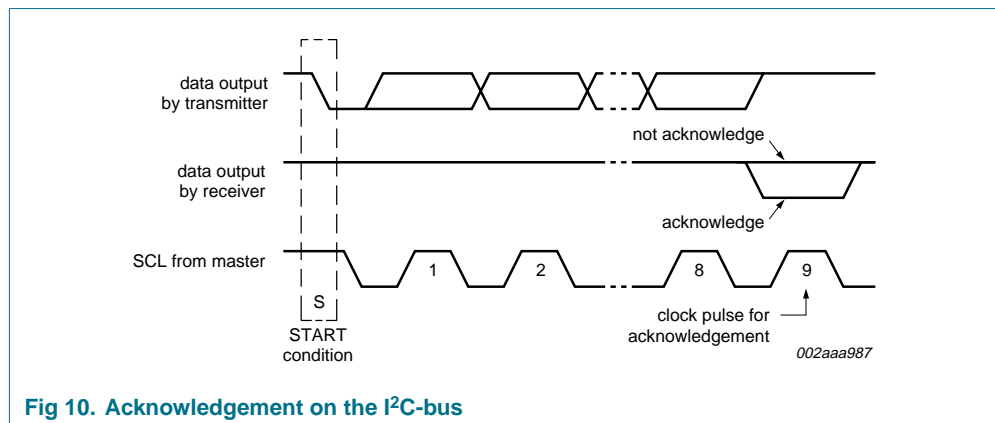 data output
by transmitter
not acknowledge
data output
by receiver
acknowledge
SCL from master
1
2
8
9
S
START
condition
clock pulse for
acknowledgement
002aaa987
Fig 10. Acknowledgement on the I²C-bus